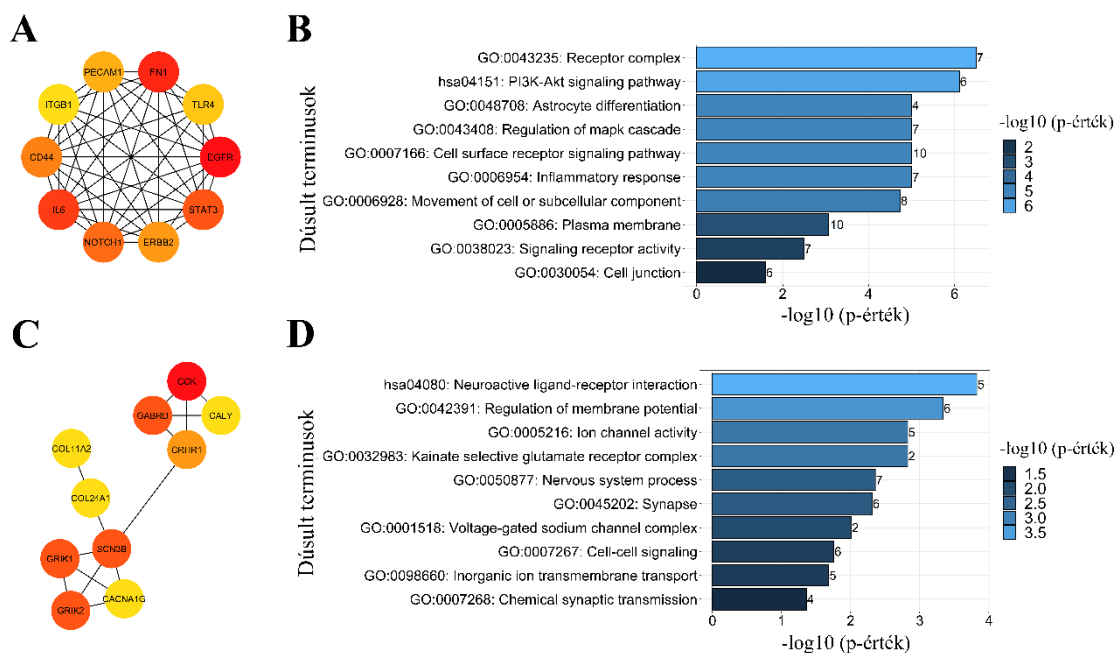 A
PECAM1
FN1
ITGB1
TLR4
CD44
EGFR
IL6
STAT3
NOTCH1
ERBB2
B
Dúsult terminusok
GO:0043235: Receptor complex
7
hsa04151: PI3K-Akt signaling pathway
6
GO:0048708: Astrocyte differentiation
4
GO:0043408: Regulation of mapk cascade
7
GO:0007166: Cell surface receptor signaling pathway
10
GO:0006954: Inflammatory response
7
GO:0006928: Movement of cell or subcellular component
8
GO:0005886: Plasma membrane
10
GO:0038023: Signaling receptor activity
7
GO:0030054: Cell junction
6
0 2 4 6
-log10 (p-érték)
-log10 (p-érték)
2
3
4
5
6
C
CCK
GABRD
CALY
CRHR1
COL11A2
COL24A1
SCN3B
GRIK1
CACNA1G
GRIK2
D
Dúsult terminusok
hsa04080: Neuroactive ligand-receptor interaction
5
GO:0042391: Regulation of membrane potential
6
GO:0005216: Ion channel activity
5
GO:0032983: Kainate selective glutamate receptor complex
2
GO:0050877: Nervous system process
7
GO:0045202: Synapse
6
GO:0001518: Voltage-gated sodium channel complex
2
GO:0007267: Cell-cell signaling
6
GO:0098660: Inorganic ion transmembrane transport
5
GO:0007268: Chemical synaptic transmission
4
0 1 2 3 4
-log10 (p-érték)
-log10 (p-érték)
1.5
2.0
2.5
3.0
3.5